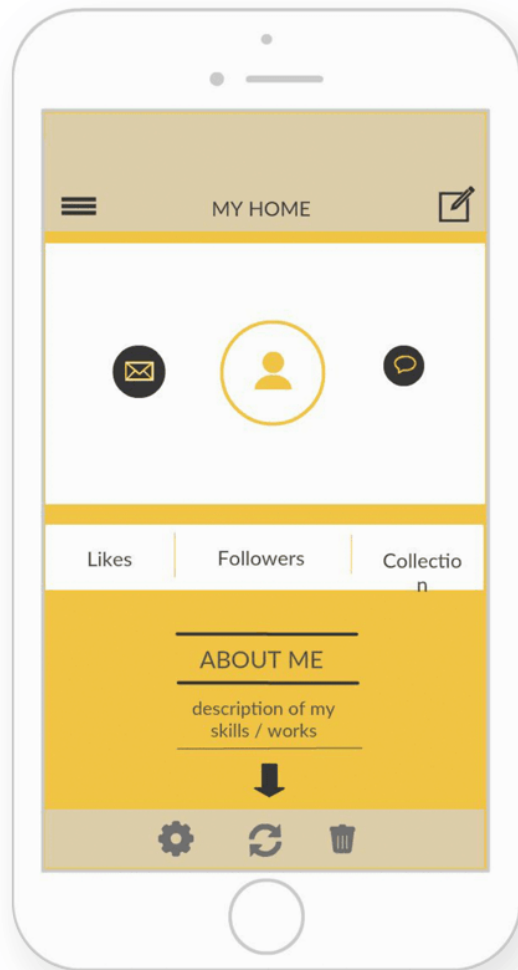 MY HOME
Likes
Followers
Collectio
n
ABOUT ME
description of my
skills / works